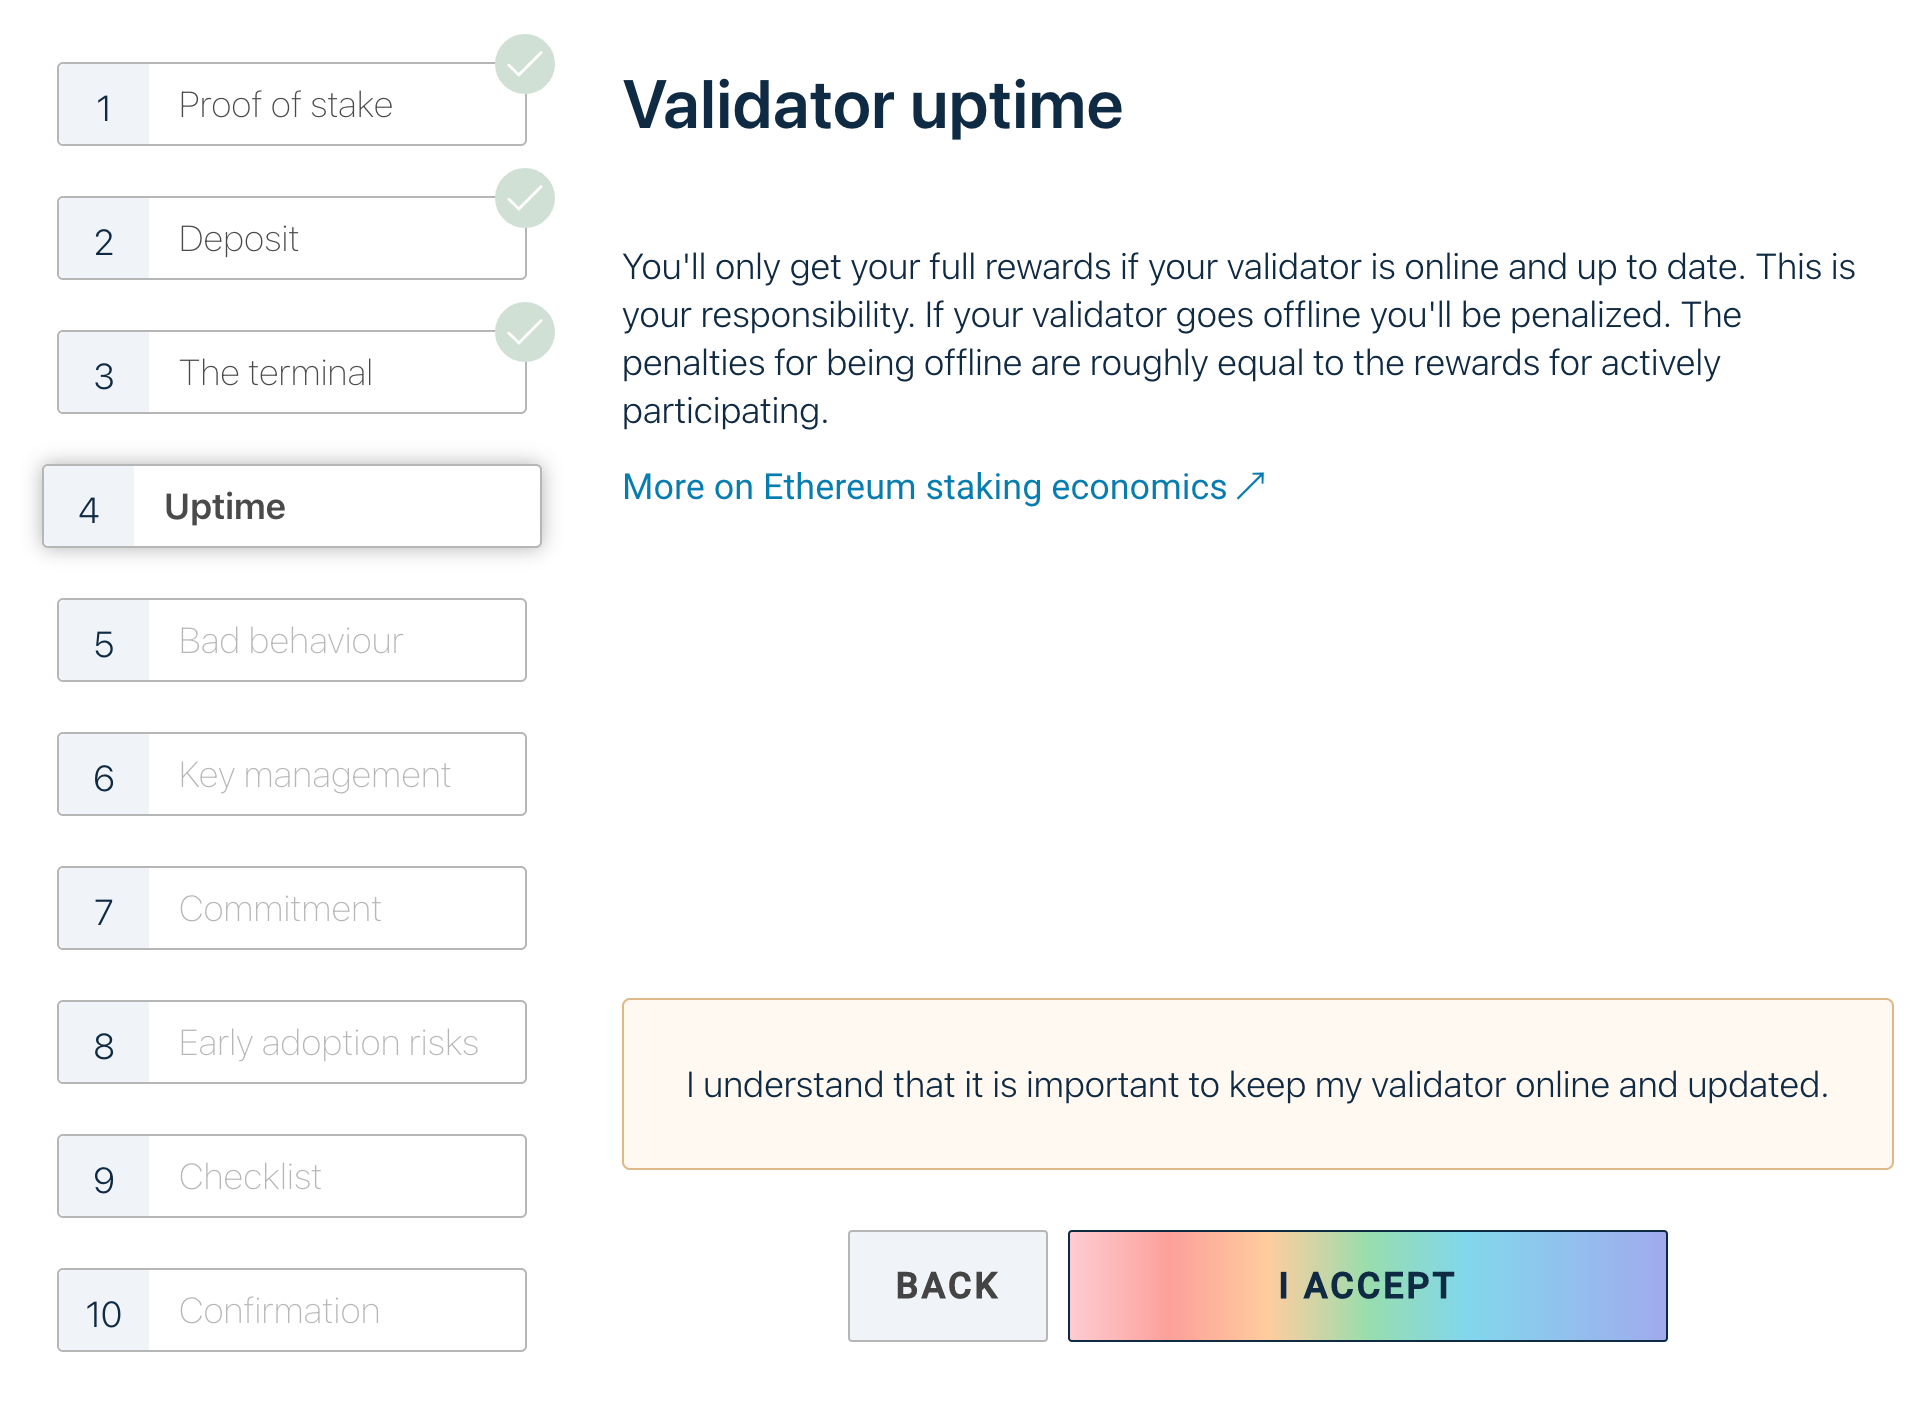 1 Proof of stake
2 Deposit
3 The terminal
4 Uptime
5 Bad behaviour
6 Key management
7 Commitment
8 Early adoption risks
9 Checklist
10 Confirmation
Validator uptime
You'll only get your full rewards if your validator is online and up to date. This is
your responsibility. If your validator goes offline you'll be penalized. The
penalties for being offline are roughly equal to the rewards for actively
participating.
More on Ethereum staking economics ↗
I understand that it is important to keep my validator online and updated.
BACK
I ACCEPT